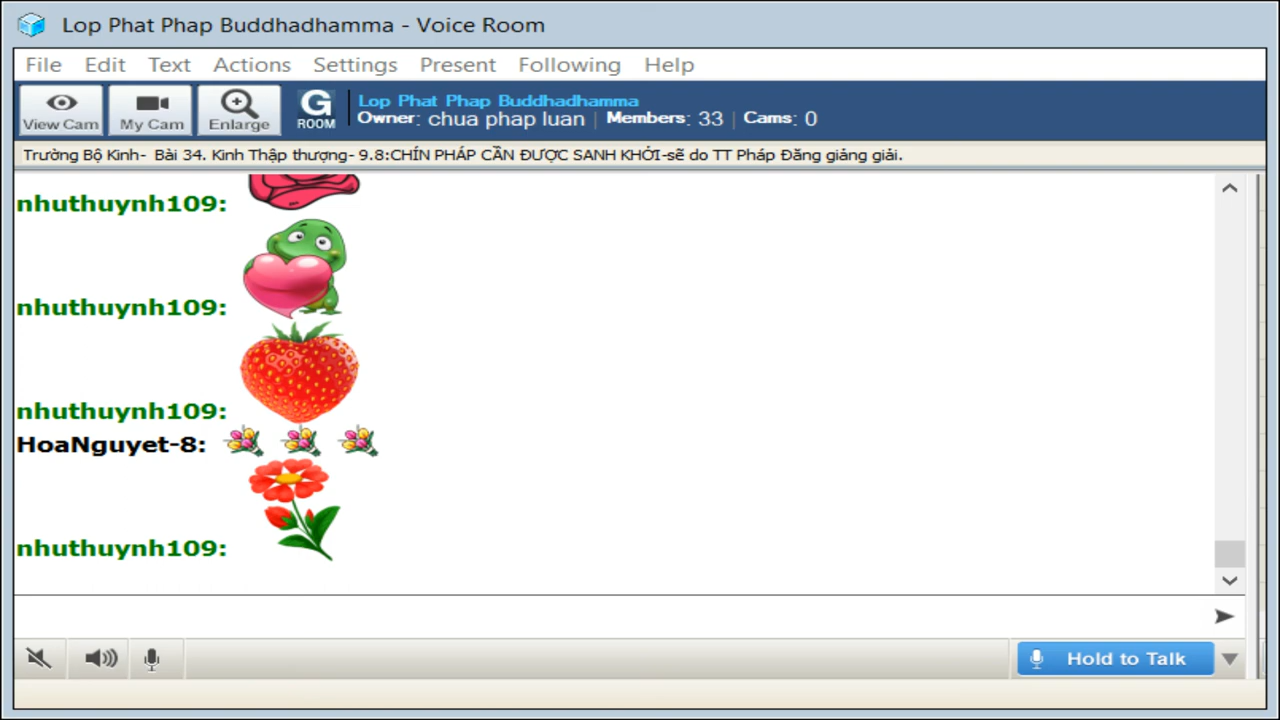 Lop Phat Phap Buddhadhamma - Voice Room
File Edit Text Actions Settings Present Following Help
View Cam My Cam Enlarge G ROOM
Lop Phat Phap Buddhadhamma
Owner: chua phap luan | Members: 33 | Cams: 0
Trường Bộ Kinh- Bài 34. Kinh Thập thượng- 9.8:CHÍN PHÁP CẦN ĐƯỢC SANH KHỞI-sẽ do TT Pháp Đăng giảng giải.
nhuthuynh109:
nhuthuynh109:
nhuthuynh109:
HoaNguyet-8:
nhuthuynh109:
Hold to Talk